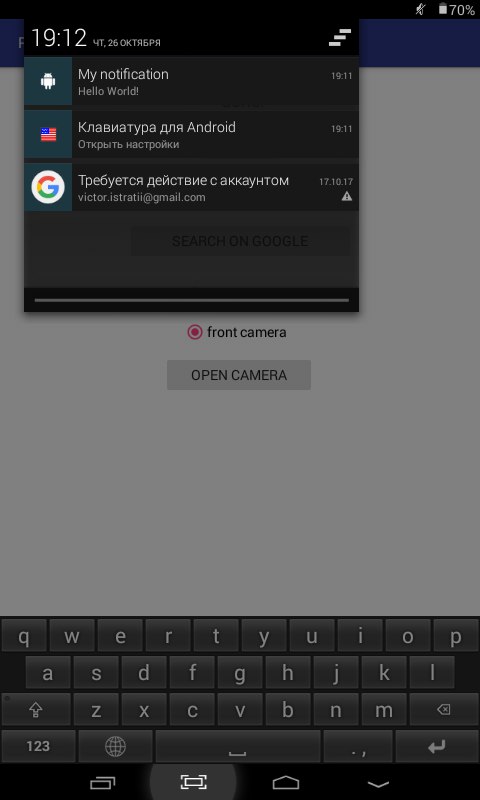 70%
19:12 ЧТ, 26 ОКТЯБРЯ
My notification 19:11
Hello World!
Клавиатура для Android 19:11
Открыть настройки
Требуется действие с аккаунтом 17.10.17
victor.istratii@gmail.com
SEARCH ON GOOGLE
front camera
OPEN CAMERA
q w e r t y u i o p
a s d f g h j k l
z x c v b n m
123 . ,